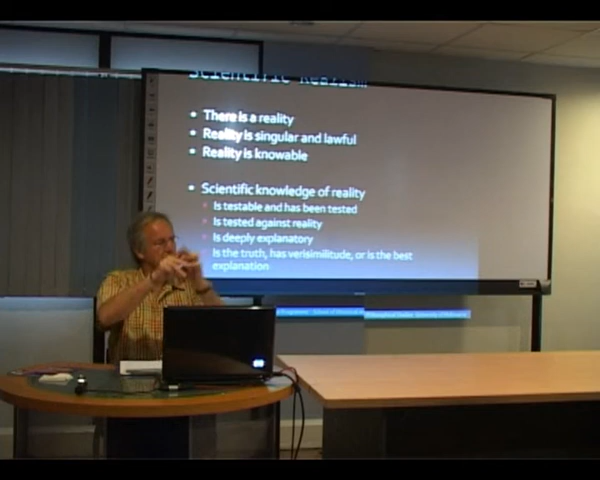 Scientific Realism
• There is a reality
• Reality is singular and lawful
• Reality is knowable
• Scientific knowledge of reality
Is testable and has been tested
Is tested against reality
Is deeply explanatory
Is the truth, has verisimilitude, or is the best
explanation